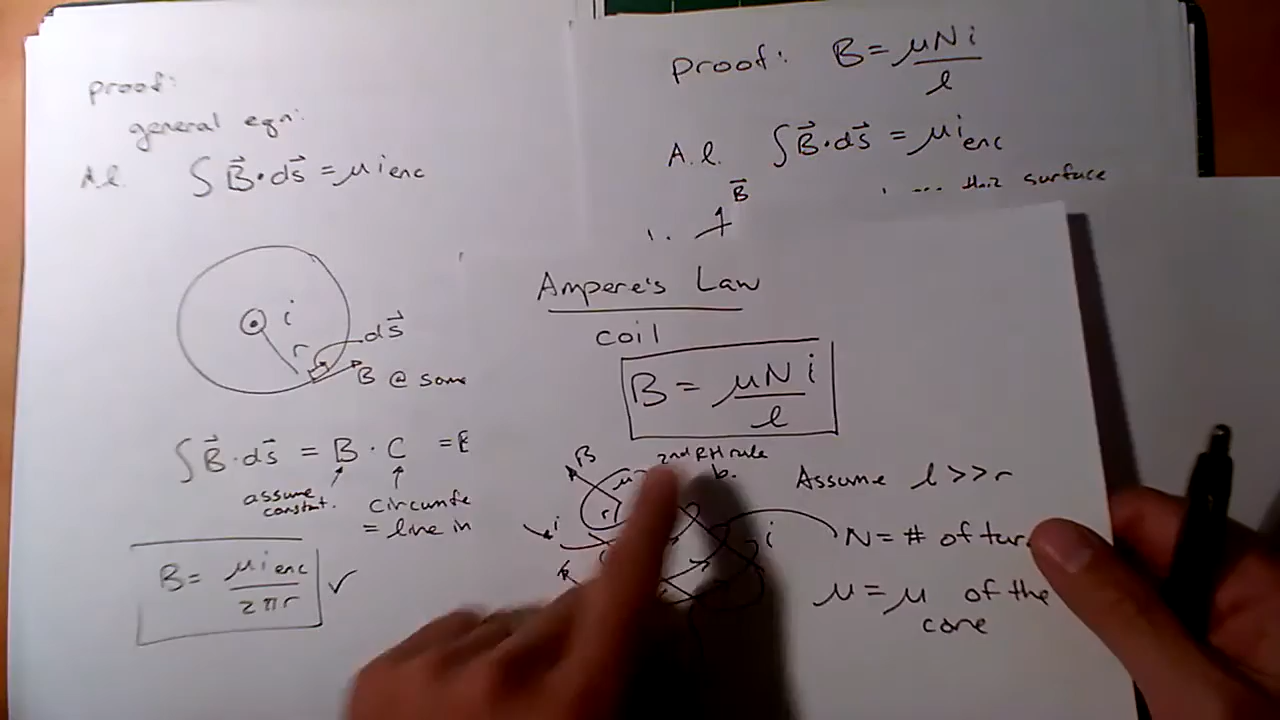 proof:
general eqn:
A.l. ∫B⃗·ds⃗ = μ i enc
i
r
ds⃗
B @ some
∫B⃗·ds⃗ = B · C =
assume constant.
circumfe
= line in
B = μ i enc / 2πr ✓
Proof: B = μNi / l
A.l. ∫B⃗·ds⃗ = μ i enc
B⃗
surface
Ampere's Law
coil
B = μNi / l
2nd RH rule
b.
B
μ
r
i
i
Assume l >> r
N = # of tur
μ = μ of the
core